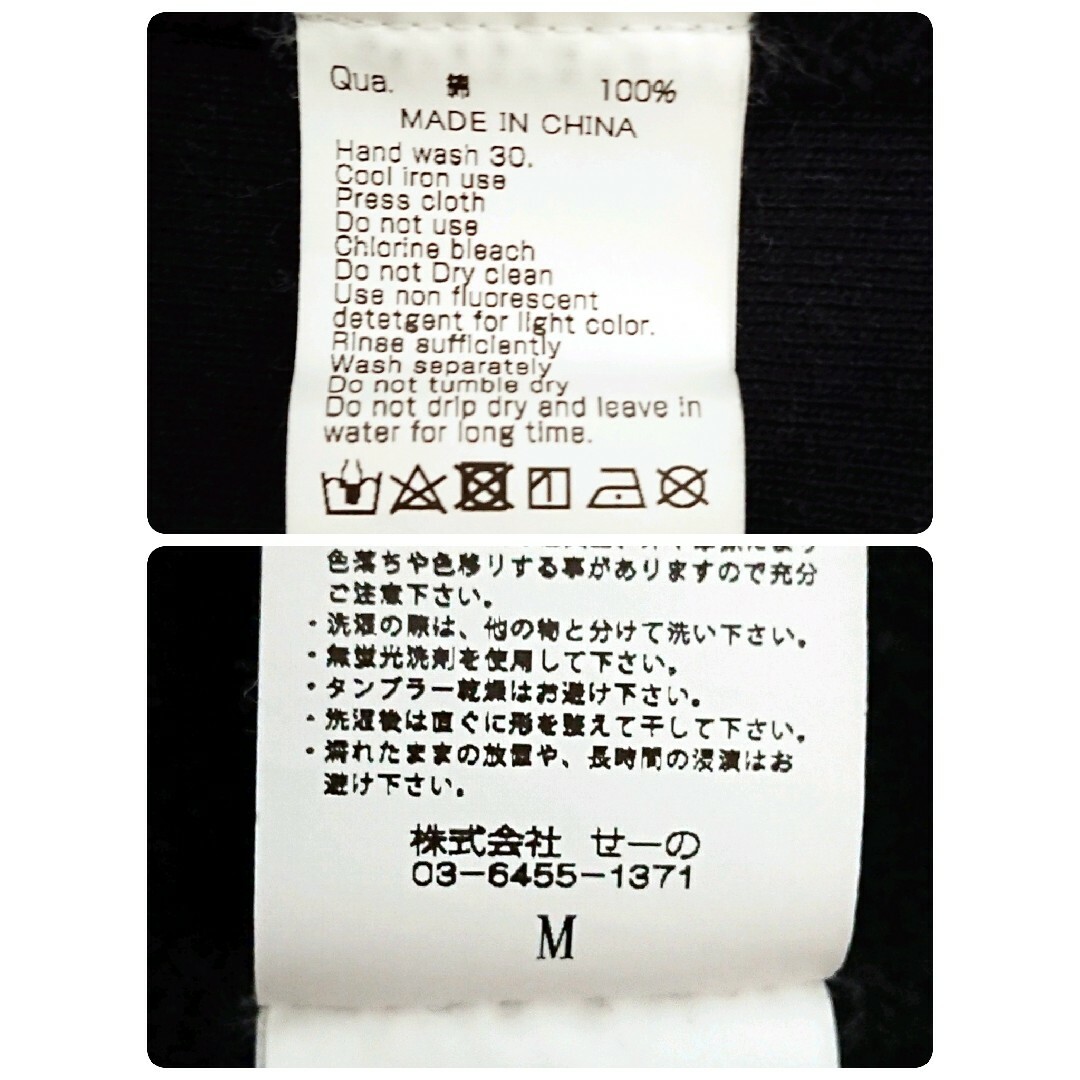 Qua. 綿 100%
MADE IN CHINA
Hand wash 30.
Cool iron use
Press cloth
Do not use
Chlorine bleach
Do not Dry clean
Use non fluorescent
detetgent for light color.
Rinse sufficiently
Wash separately
Do not tumble dry
Do not drip dry and leave in
water for long time.
色落ちや色移りする事がありますので充分
ご注意下さい。
・洗濯の際は、他の物と分けて洗い下さい。
・無蛍光洗剤を使用して下さい。
・タンブラー乾燥はお避け下さい。
・洗濯後は直ぐに形を整えて干して下さい。
・濡れたままの放置や、長時間の浸漬はお
避け下さい。
株式会社 せーの
03-6455-1371
M